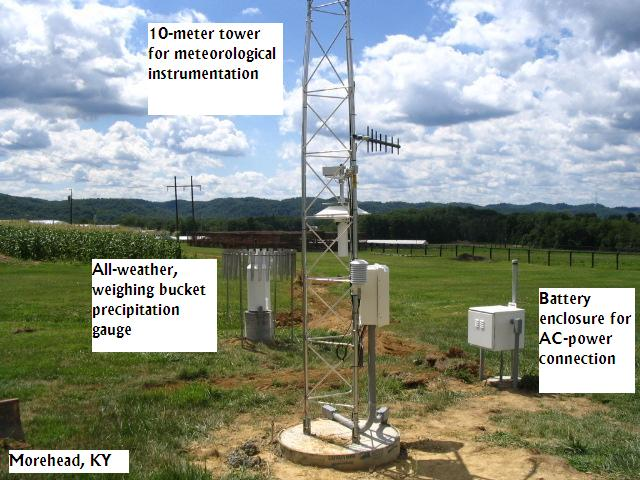 10-meter tower
for meteorological
instrumentation
All-weather,
weighing bucket
precipitation
gauge
Battery
enclosure for
AC-power
connection
Morehead, KY